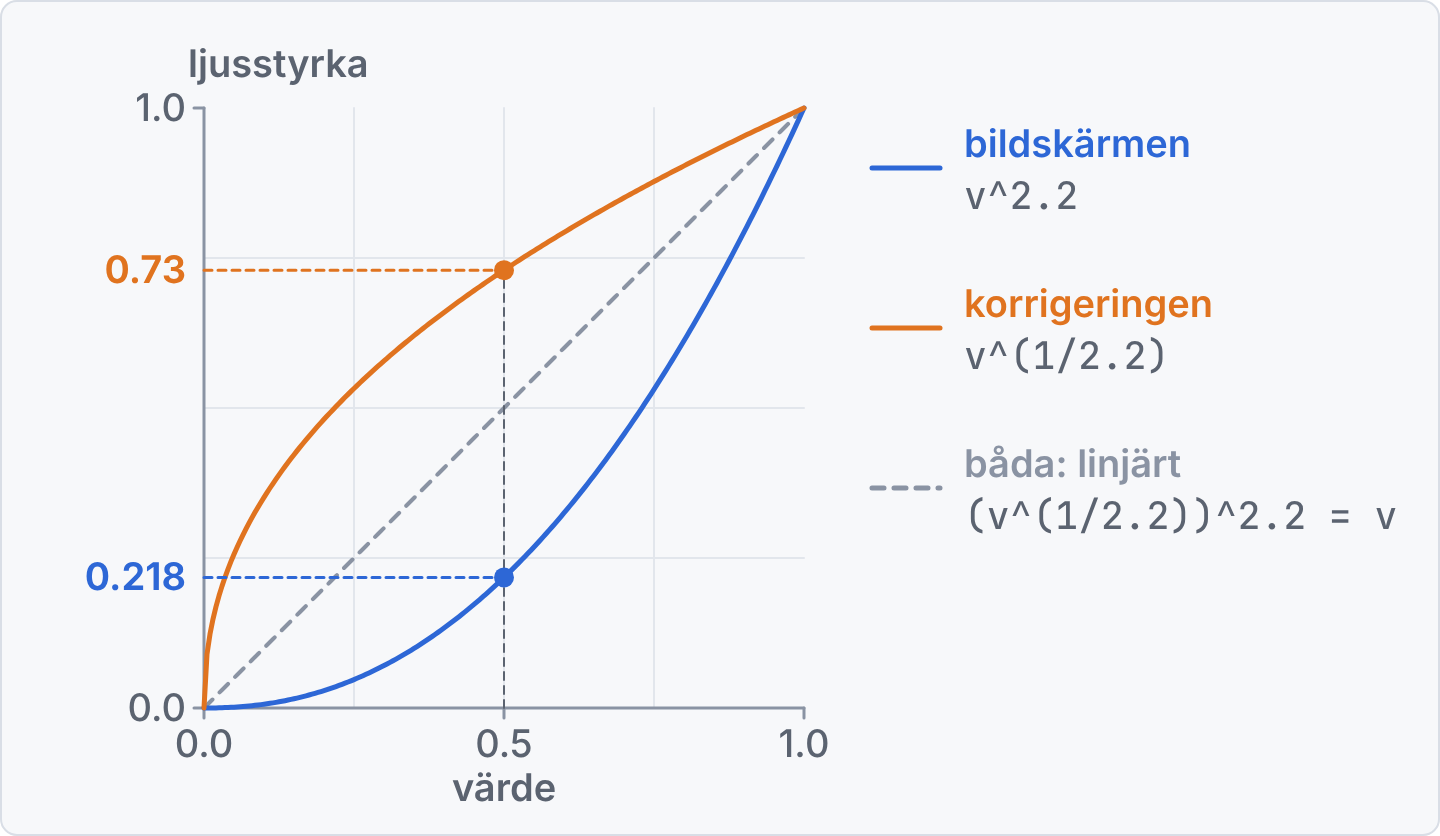 ljusstyrka
1.0
0.73
0.218
0.0
0.0
0.5
1.0
värde
bildskärmen
v^2.2
korrigeringen
v^(1/2.2)
båda: linjärt
(v^(1/2.2))^2.2 = v